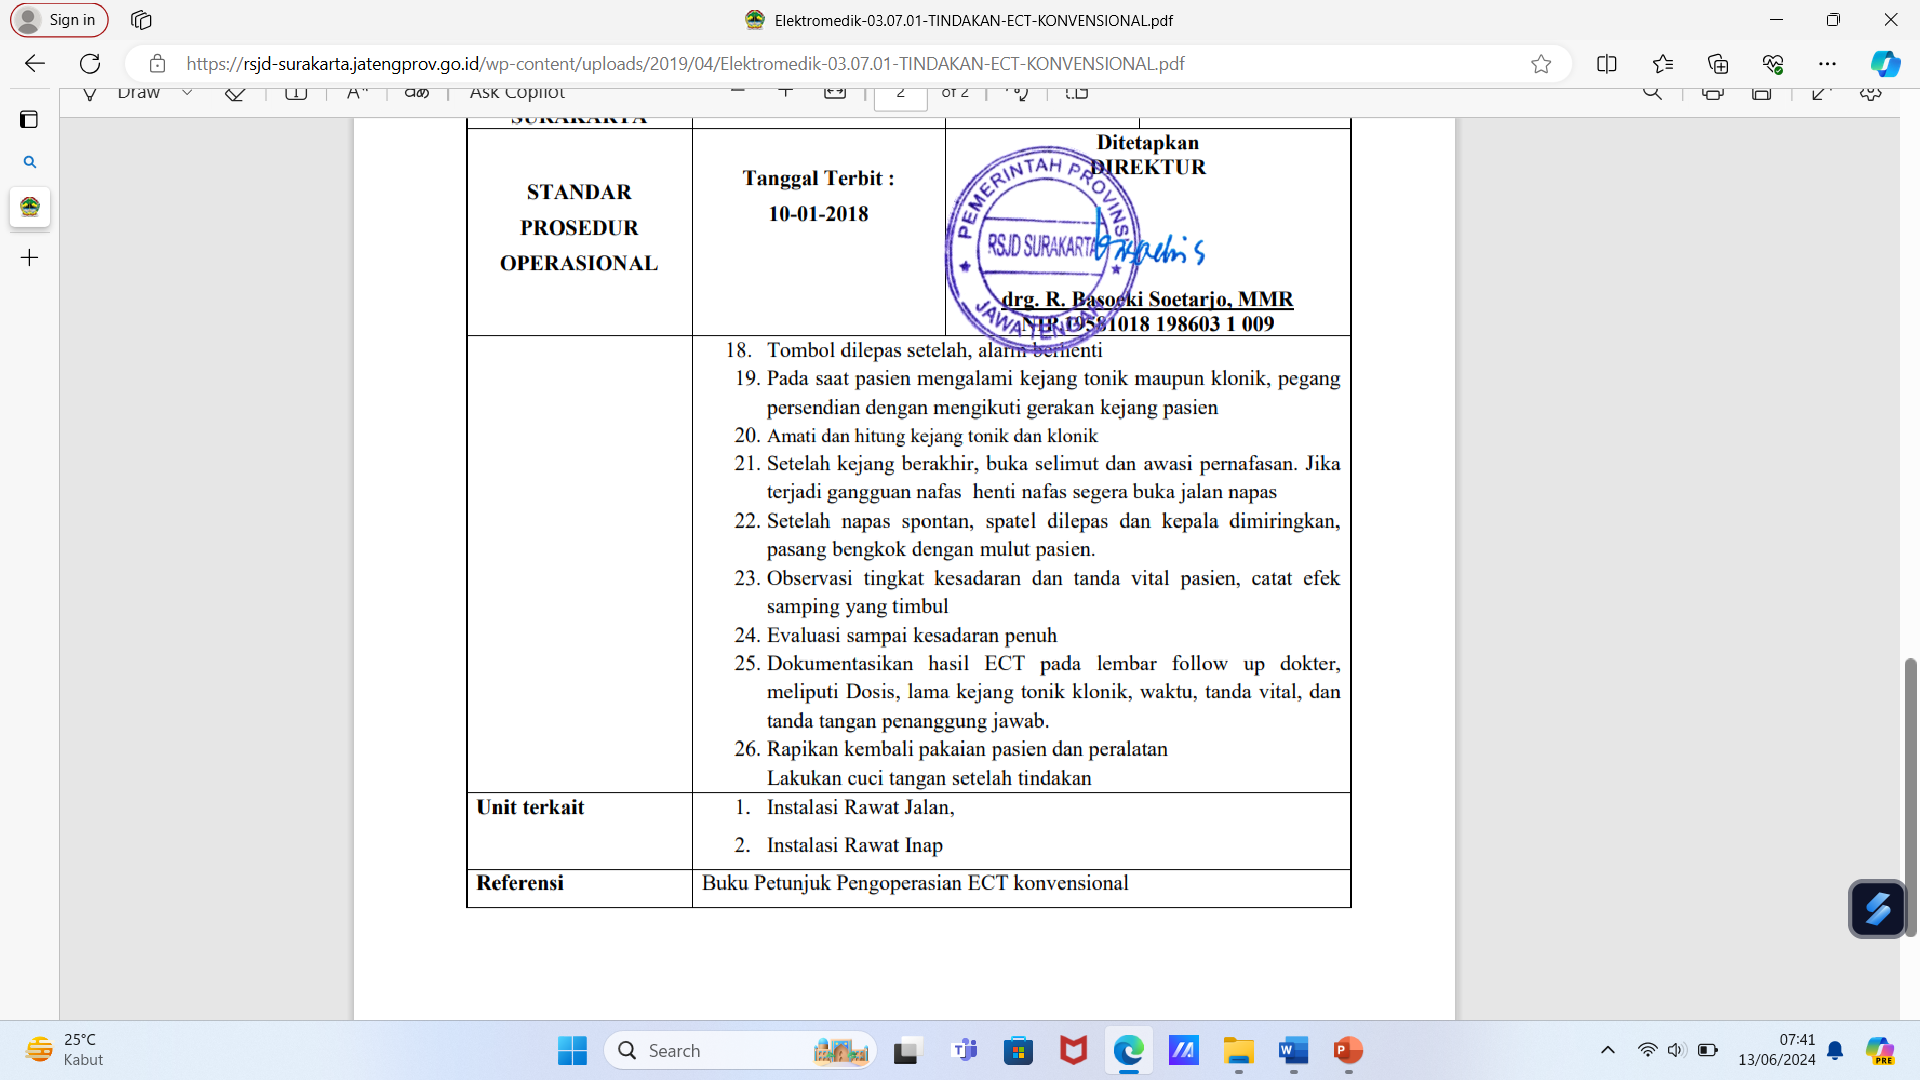 Sign in
Elektromedik-03.07.01-TINDAKAN-ECT-KONVENSIONAL.pdf
https://rsjd-surakarta.jatengprov.go.id/wp-content/uploads/2019/04/Elektromedik-03.07.01-TINDAKAN-ECT-KONVENSIONAL.pdf
Draw
Ask Copilot
2
of 2
SURAKARTA
STANDAR
PROSEDUR
OPERASIONAL
Tanggal Terbit :
10-01-2018
Ditetapkan
DIREKTUR
PEMERINTAH PROVINSI
RSJD SURAKARTA
JAWA TENGAH
drg. R. Basoeki Soetarjo, MMR
NIP 19581018 198603 1 009
18. Tombol dilepas setelah, alarm berhenti
19. Pada saat pasien mengalami kejang tonik maupun klonik, pegang
persendian dengan mengikuti gerakan kejang pasien
20. Amati dan hitung kejang tonik dan klonik
21. Setelah kejang berakhir, buka selimut dan awasi pernafasan. Jika
terjadi gangguan nafas henti nafas segera buka jalan napas
22. Setelah napas spontan, spatel dilepas dan kepala dimiringkan,
pasang bengkok dengan mulut pasien.
23. Observasi tingkat kesadaran dan tanda vital pasien, catat efek
samping yang timbul
24. Evaluasi sampai kesadaran penuh
25. Dokumentasikan hasil ECT pada lembar follow up dokter,
meliputi Dosis, lama kejang tonik klonik, waktu, tanda vital, dan
tanda tangan penanggung jawab.
26. Rapikan kembali pakaian pasien dan peralatan
Lakukan cuci tangan setelah tindakan
Unit terkait
1. Instalasi Rawat Jalan,
2. Instalasi Rawat Inap
Referensi
Buku Petunjuk Pengoperasian ECT konvensional
25°C
Kabut
Search
07:41
13/06/2024
PRE